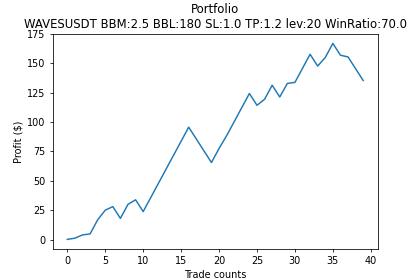 Portfolio
WAVESUSDT BBM:2.5 BBL:180 SL:1.0 TP:1.2 lev:20 WinRatio:70.0
175
150
125
100
75
50
25
0
Profit ($)
0 5 10 15 20 25 30 35 40
Trade counts